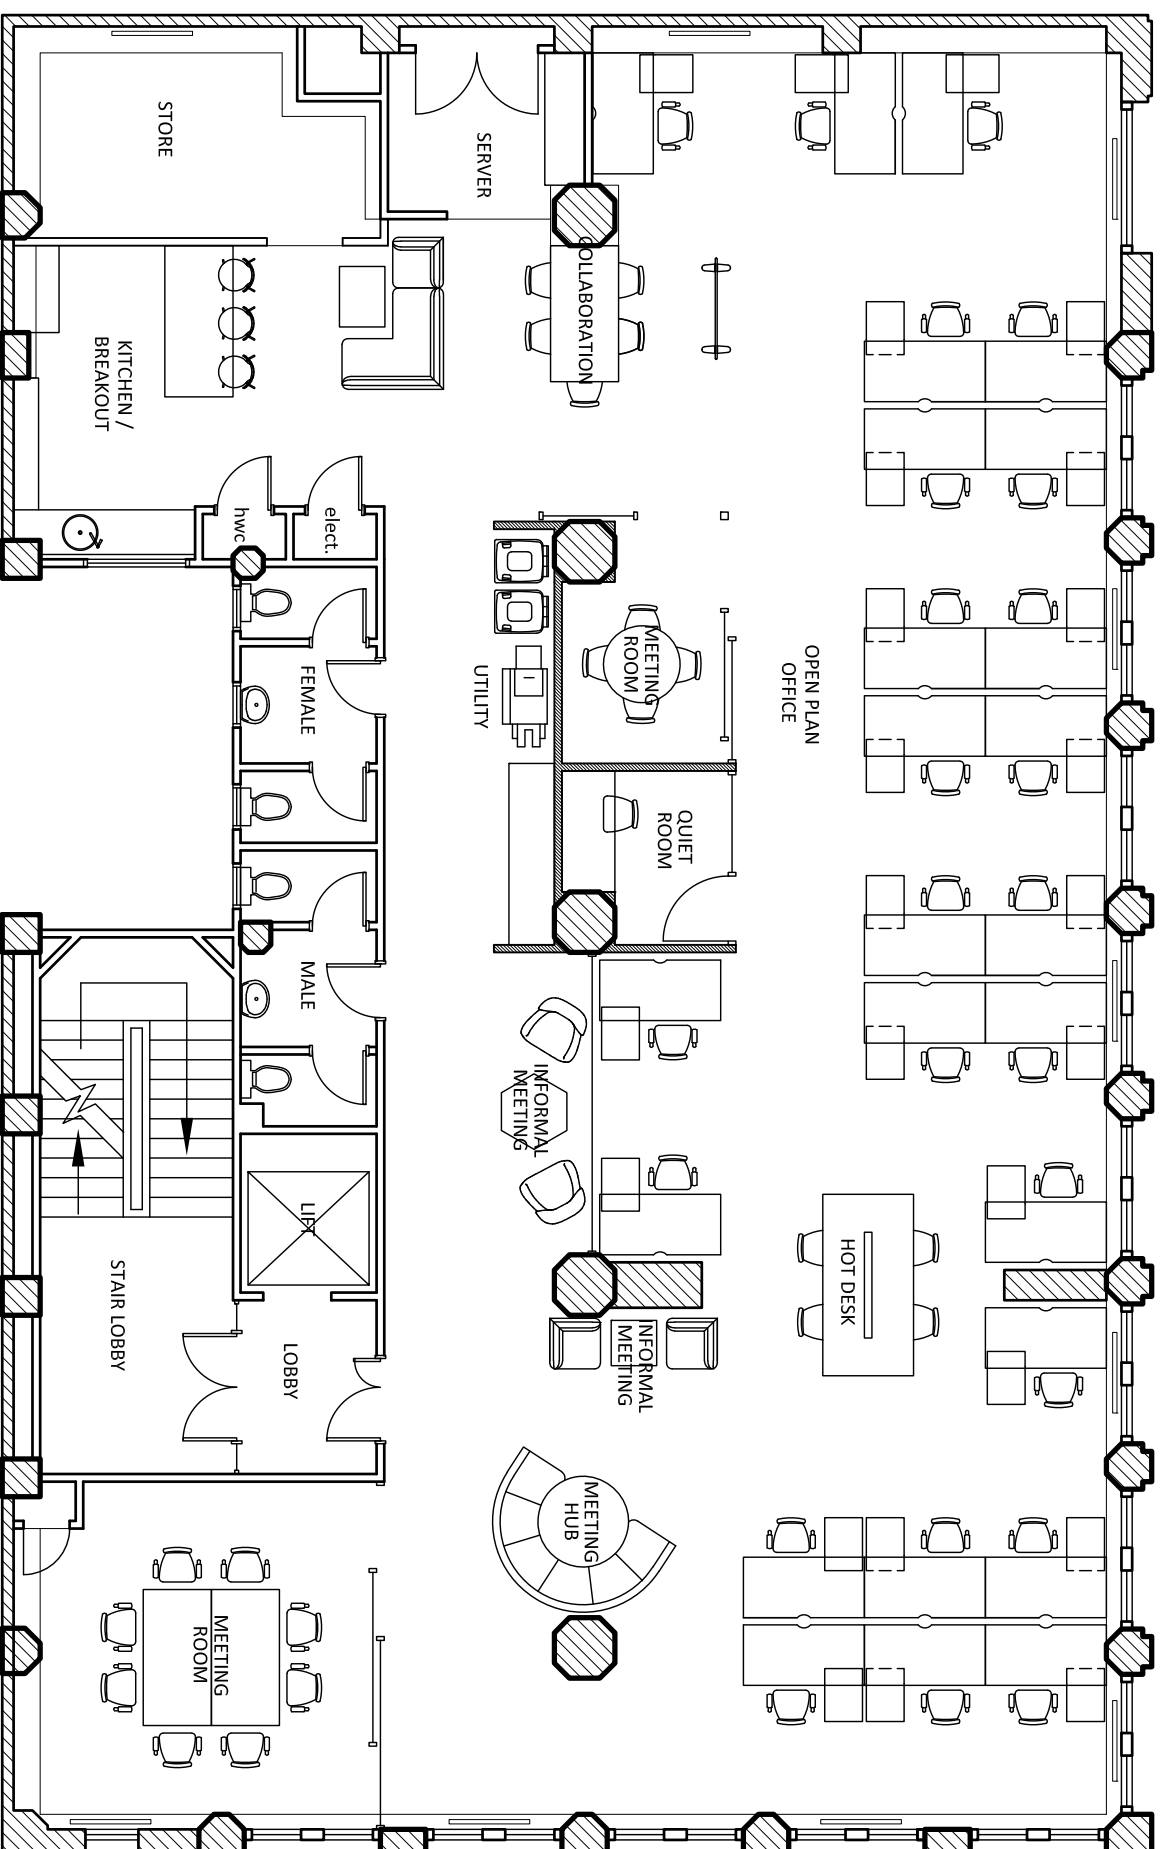 STORE
SERVER
COLLABORATION
KITCHEN /
BREAKOUT
hwc
elect.
FEMALE
UTILITY
MEETING
ROOM
OPEN PLAN
OFFICE
QUIET
ROOM
MALE
INFORMAL
MEETING
LIFT
HOT DESK
STAIR LOBBY
LOBBY
INFORMAL
MEETING
MEETING
HUB
MEETING
ROOM